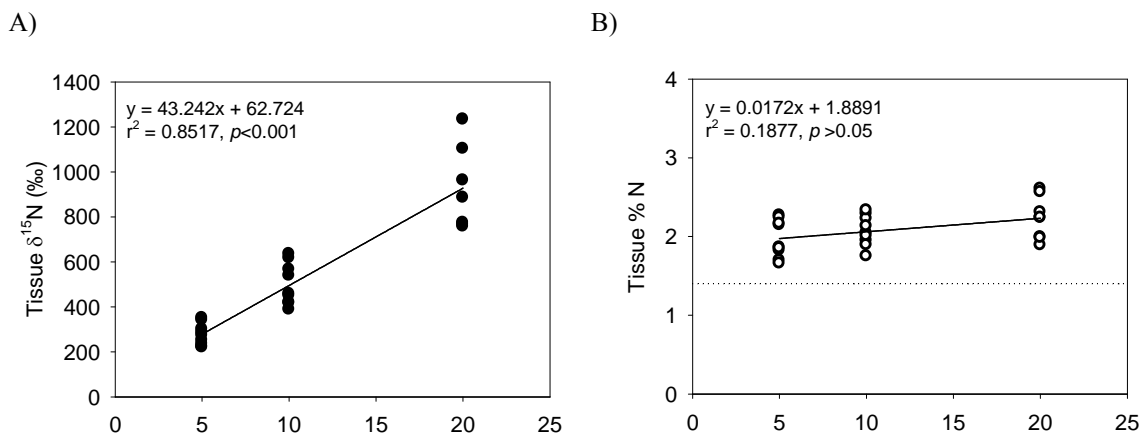 A)
B)
y = 43.242x + 62.724
r² = 0.8517, p<0.001
Tissue δ¹⁵N (‰)
1400
1200
1000
800
600
400
200
0
0 5 10 15 20 25
y = 0.0172x + 1.8891
r² = 0.1877, p >0.05
Tissue % N
4
3
2
1
0
0 5 10 15 20 25